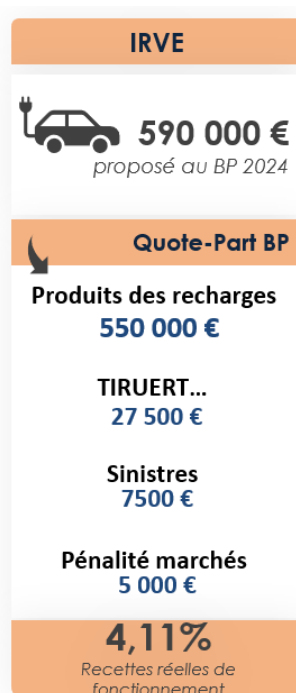 IRVE
590 000 €
proposé au BP 2024
Quote-Part BP
Produits des recharges
550 000 €
TIRUERT...
27 500 €
Sinistres
7500 €
Pénalité marchés
5 000 €
4,11%
Recettes réelles de
fonctionnement